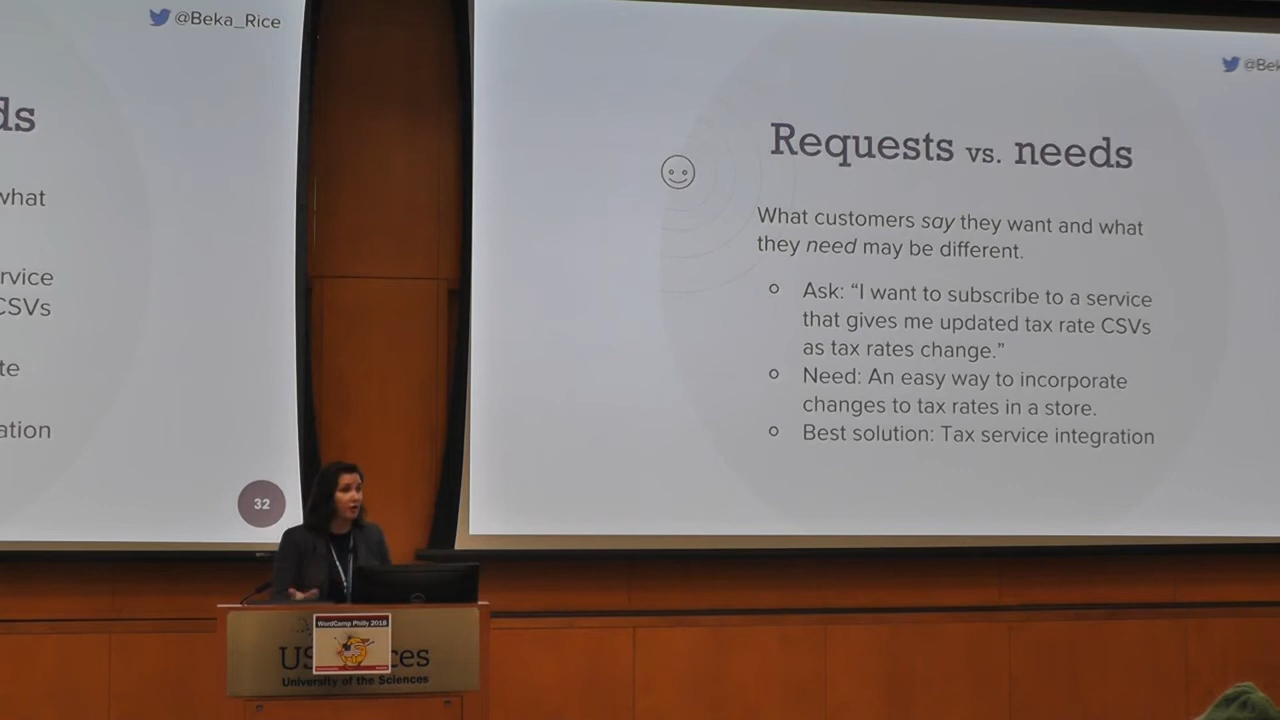 @Beka_Rice
ds
what
rvice
CSVs
te
ation
32
@Bek
Requests vs. needs
What customers say they want and what
they need may be different.
Ask: “I want to subscribe to a service
that gives me updated tax rate CSVs
as tax rates change.”
Need: An easy way to incorporate
changes to tax rates in a store.
Best solution: Tax service integration
WordCamp Philly 2018
US ces
University of the Sciences